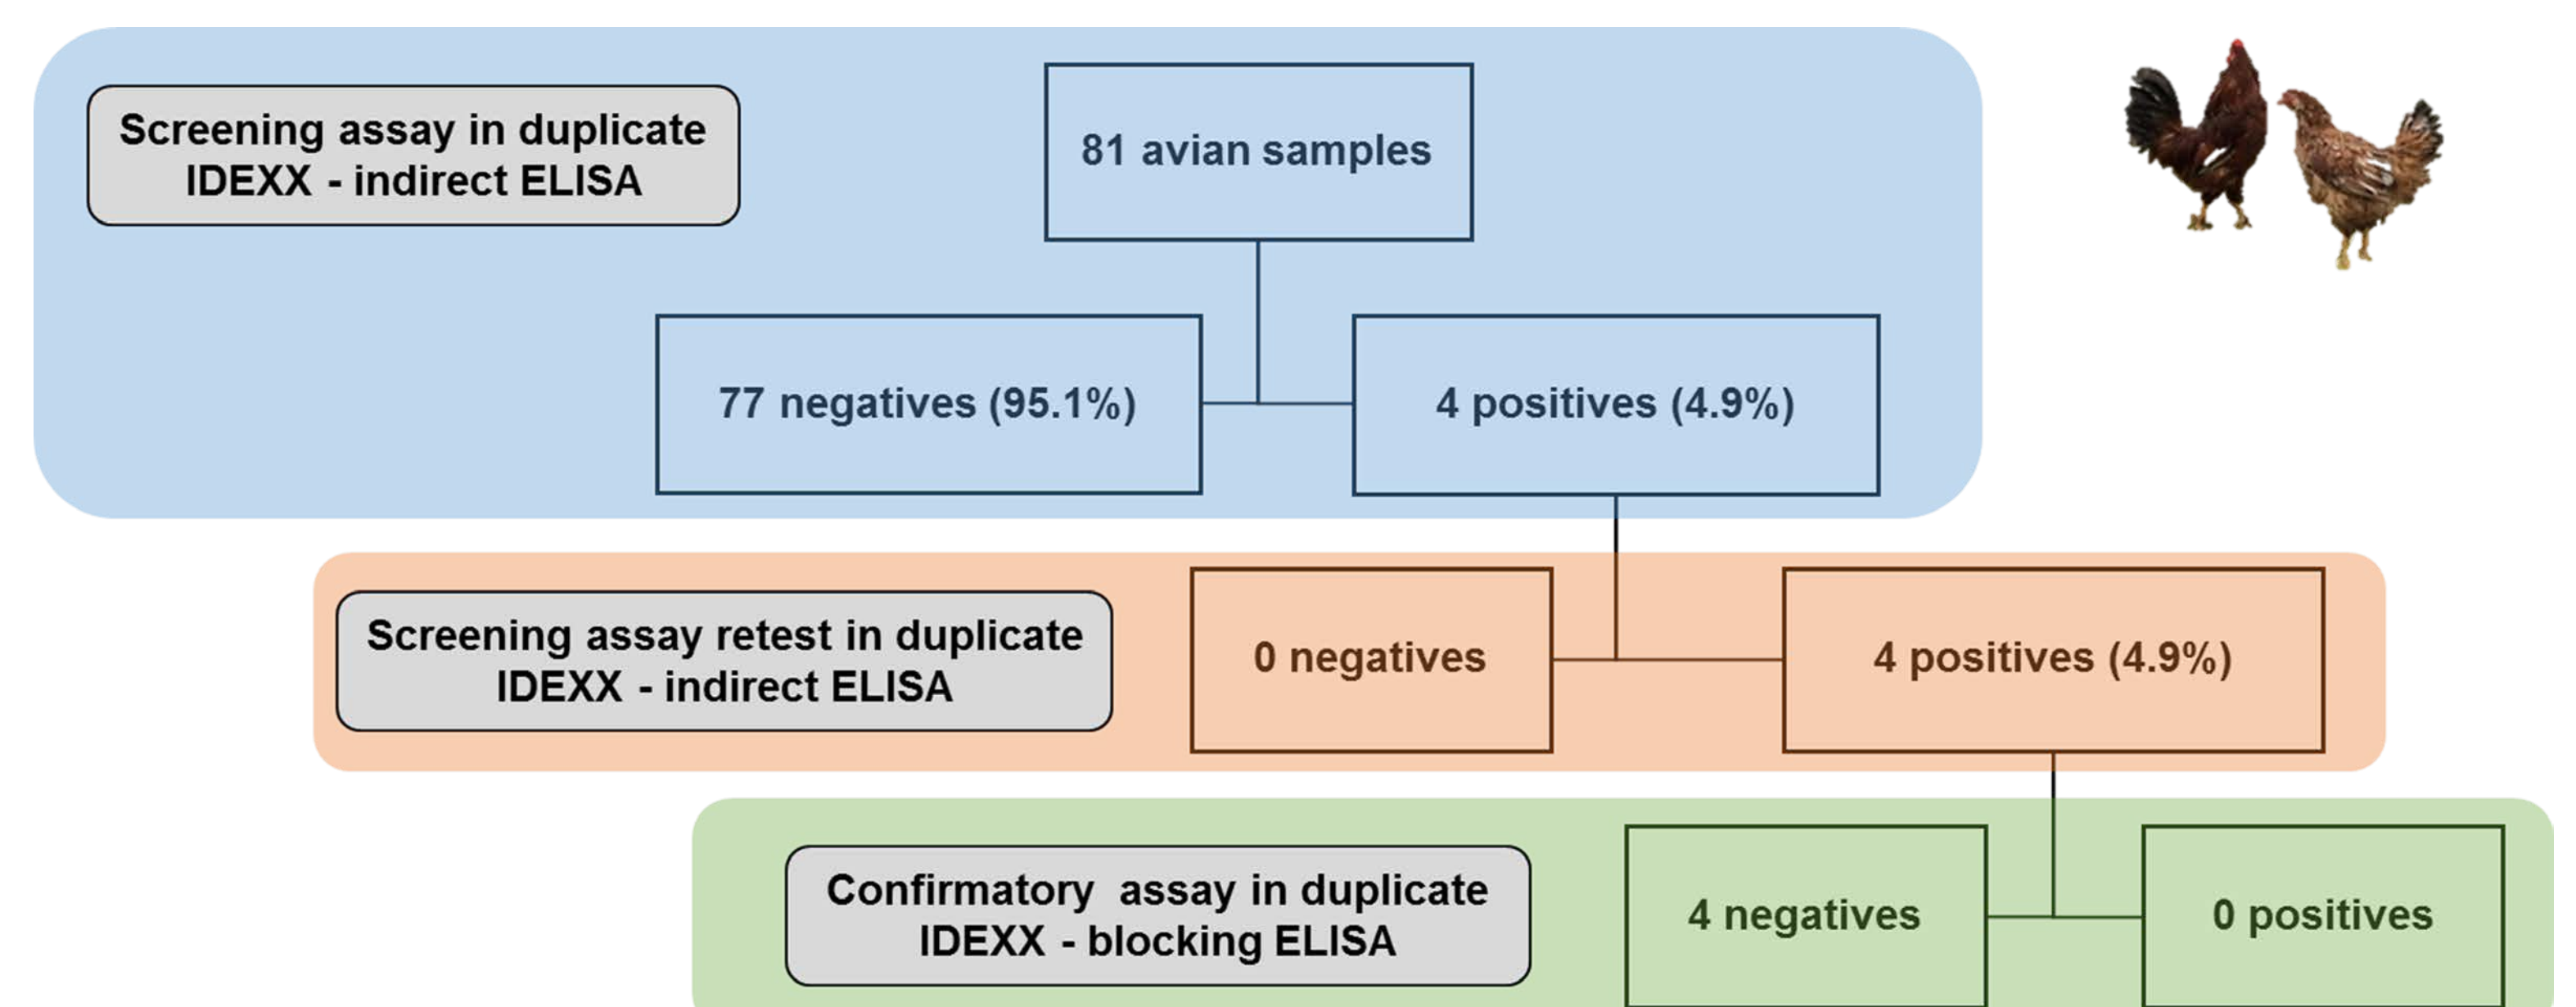 Screening assay in duplicate
IDEXX - indirect ELISA
81 avian samples
77 negatives (95.1%)
4 positives (4.9%)
Screening assay retest in duplicate
IDEXX - indirect ELISA
0 negatives
4 positives (4.9%)
Confirmatory assay in duplicate
IDEXX - blocking ELISA
4 negatives
0 positives